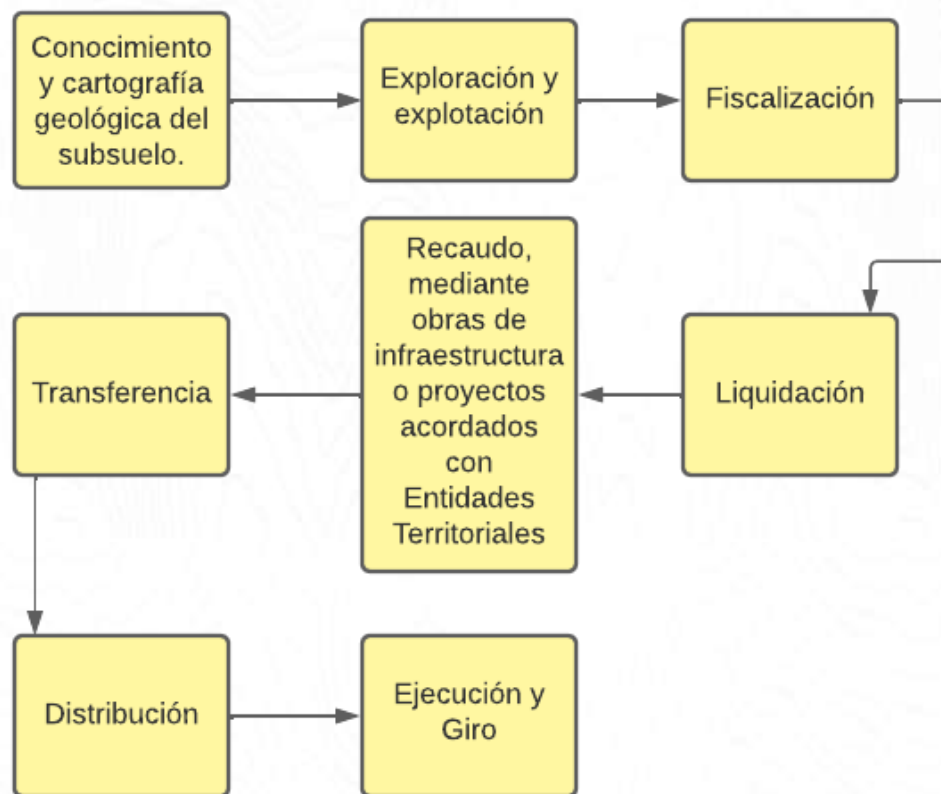 Conocimiento
y cartografía
geológica del
subsuelo.
Exploración y
explotación
Fiscalización
Liquidación
Recaudo,
mediante
obras de
infraestructura
o proyectos
acordados
con
Entidades
Territoriales
Transferencia
Distribución
Ejecución y
Giro